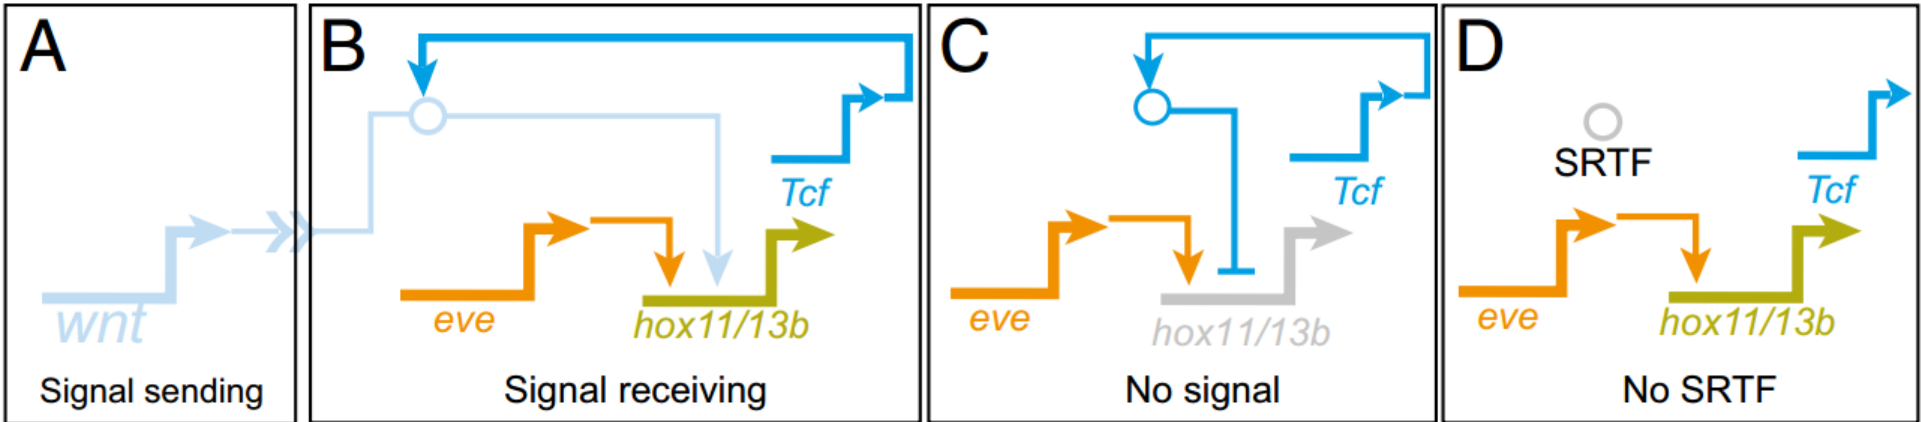 A
wnt
Signal sending
B
Tcf
eve
hox11/13b
Signal receiving
C
Tcf
eve
hox11/13b
No signal
D
SRTF
Tcf
eve
hox11/13b
No SRTF